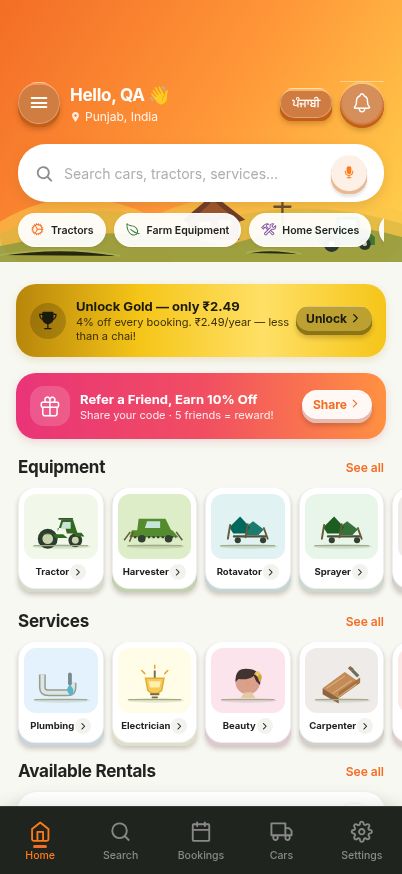 Hello, QA 👋
Punjab, India
ਪੰਜਾਬੀ
Search cars, tractors, services...
Tractors
Farm Equipment
Home Services
Unlock Gold — only ₹2.49
4% off every booking. ₹2.49/year — less
than a chai!
Unlock
Refer a Friend, Earn 10% Off
Share your code · 5 friends = reward!
Share
Equipment
See all
Tractor
Harvester
Rotavator
Sprayer
Services
See all
Plumbing
Electrician
Beauty
Carpenter
Available Rentals
See all
Home
Search
Bookings
Cars
Settings